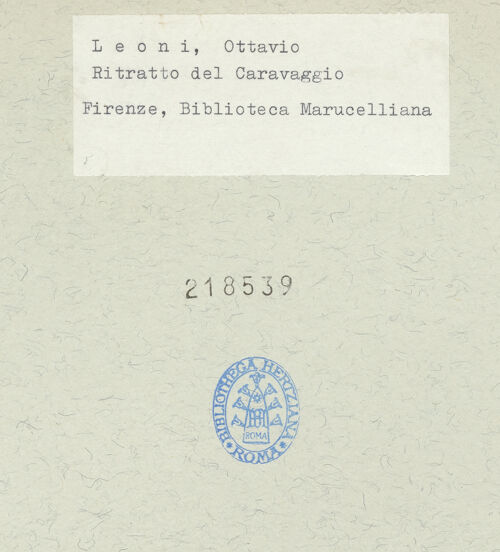 L e o n i, Ottavio
Ritratto del Caravaggio
Firenze, Biblioteca Marucelliana
218539
BIBLIOTHECA HERTZIANA
ROMA
ROMA